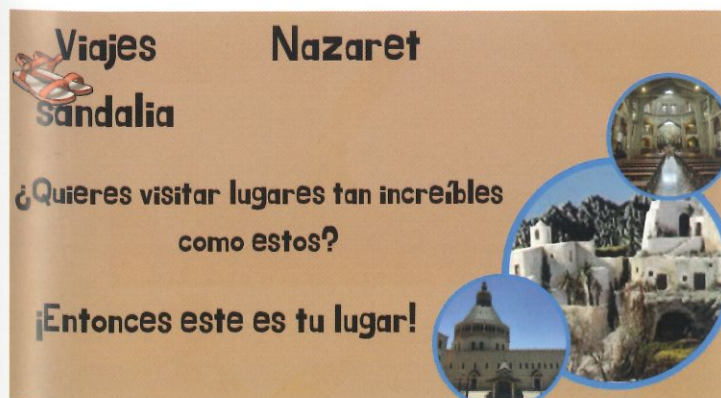 Viajes Nazaret
sandalia
¿Quieres visitar lugares tan increíbles
como estos?
¡Entonces este es tu lugar!